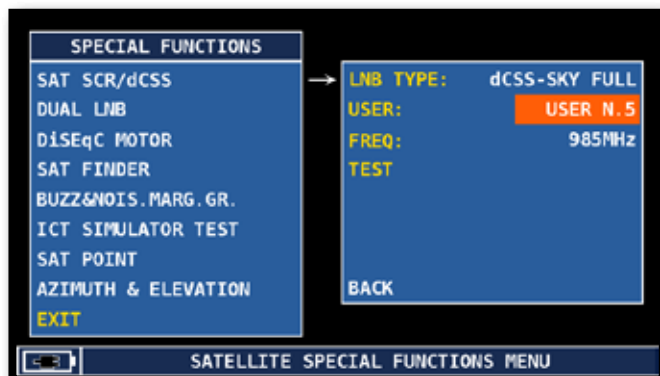 SPECIAL FUNCTIONS
SAT SCR/dCSS
DUAL LNB
DiSEqC MOTOR
SAT FINDER
BUZZ&NOIS.MARG.GR.
ICT SIMULATOR TEST
SAT POINT
AZIMUTH & ELEVATION
EXIT
LNB TYPE: dCSS-SKY FULL
USER: USER N.5
FREQ: 985MHz
TEST
BACK
SATELLITE SPECIAL FUNCTIONS MENU